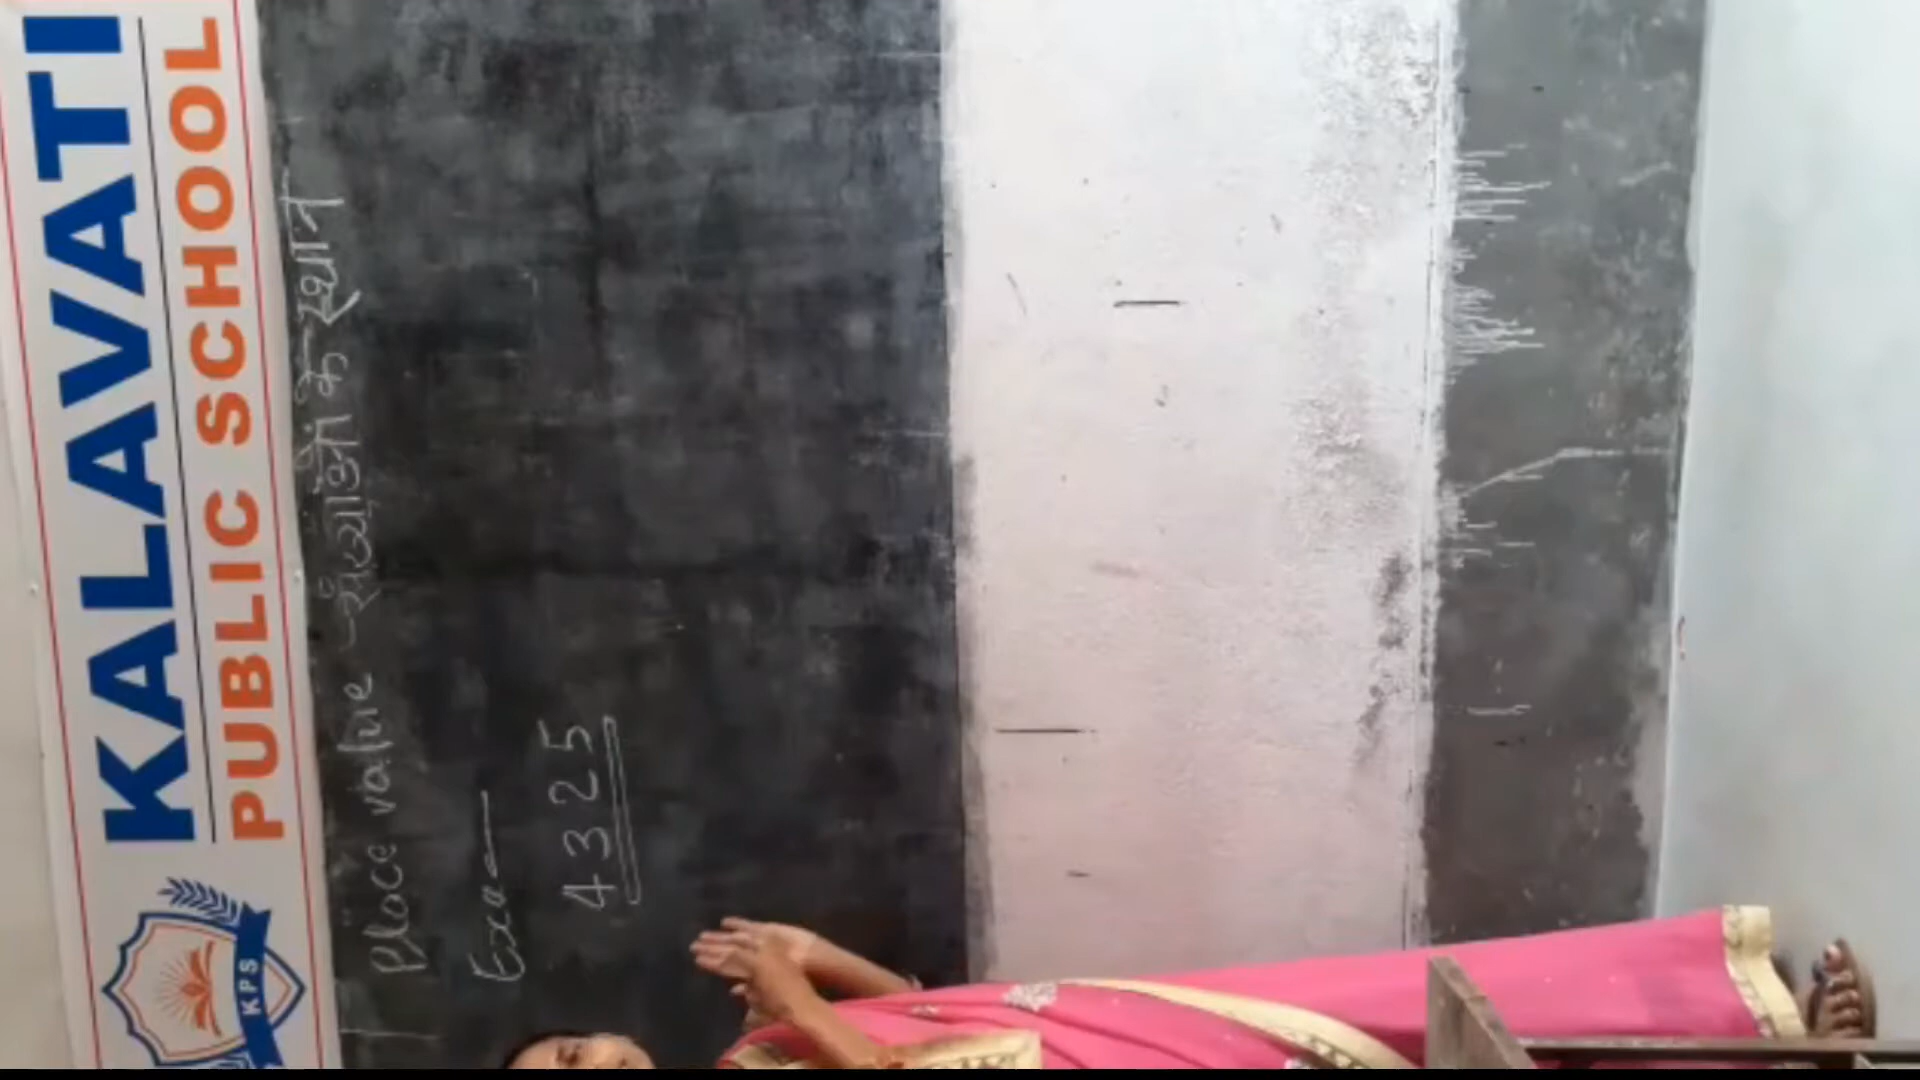 KALAVATI
PUBLIC SCHOOL
KPS
Place value - संख्याओं के स्थान
Exa —
4325